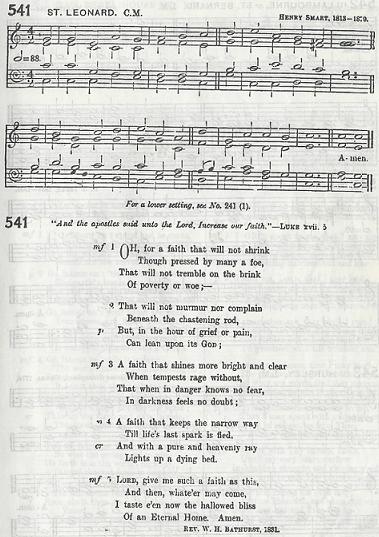 541 ST. LEONARD. C.M.
HENRY SMART, 1813-1879.
=88.
A-men.
For a lower setting, see No. 241 (1).
541 "And the apostles said unto the Lord, Increase our faith."—LUKE xvii. 5
mf 1 OH, for a faith that will not shrink
Though pressed by many a foe,
That will not tremble on the brink
Of poverty or woe;—
2 That will not murmur nor complain
Beneath the chastening rod,
p But, in the hour of grief or pain,
Can lean upon its GOD;
mf 3 A faith that shines more bright and clear
When tempests rage without,
That when in danger knows no fear,
In darkness feels no doubt;
4 A faith that keeps the narrow way
Till life's last spark is fled,
cr And with a pure and heavenly ray
Lights up a dying bed.
mf 5 LORD, give me such a faith as this,
And then, whate'er may come,
I taste e'en now the hallowed bliss
Of an Eternal Home. Amen.
REV. W. H. BATHURST, 1831.